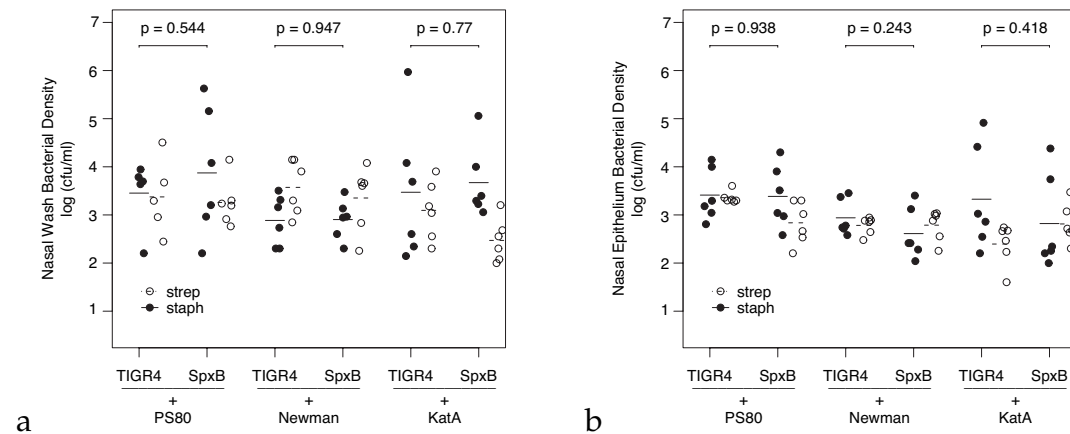 7
6
5
4
3
2
1
Nasal Wash Bacterial Density
log (cfu/ml)
p = 0.544
p = 0.947
p = 0.77
strep
staph
TIGR4 SpxB TIGR4 SpxB TIGR4 SpxB
+ + +
PS80 Newman KatA
a
7
6
5
4
3
2
1
Nasal Epithelium Bacterial Density
log (cfu/ml)
p = 0.938
p = 0.243
p = 0.418
strep
staph
TIGR4 SpxB TIGR4 SpxB TIGR4 SpxB
+ + +
PS80 Newman KatA
b